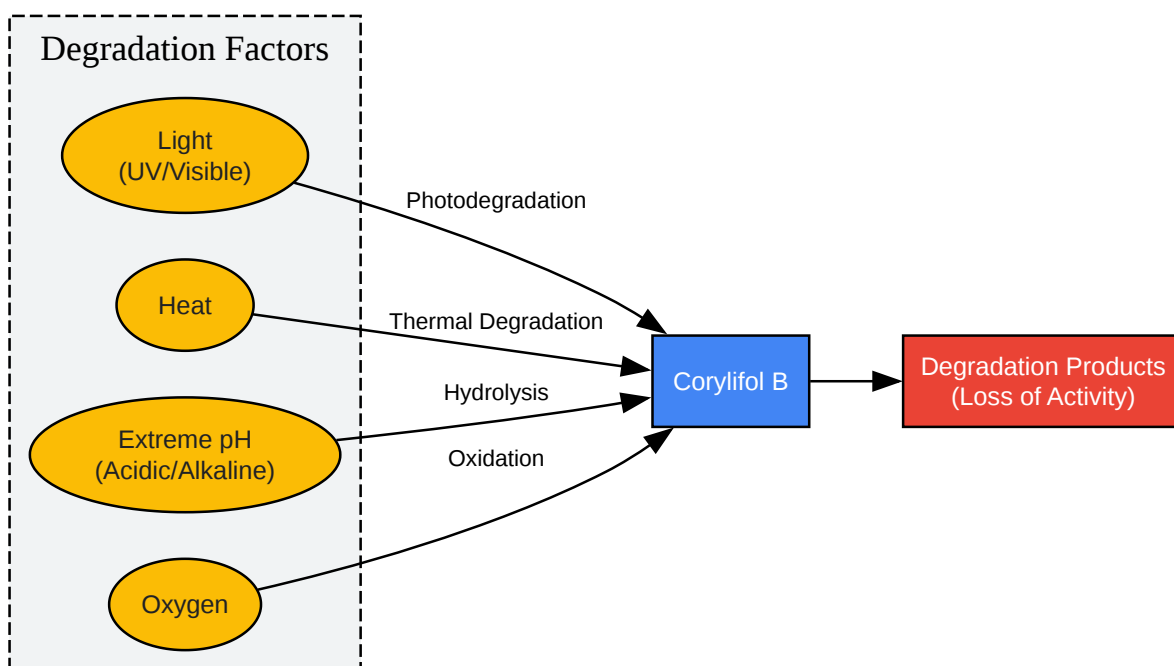 Degradation Factors
Light
(UV/Visible)
Photodegradation
Heat
Thermal Degradation
Corylifol B
Degradation Products
(Loss of Activity)
Hydrolysis
Extreme pH
(Acidic/Alkaline)
Oxidation
Oxygen